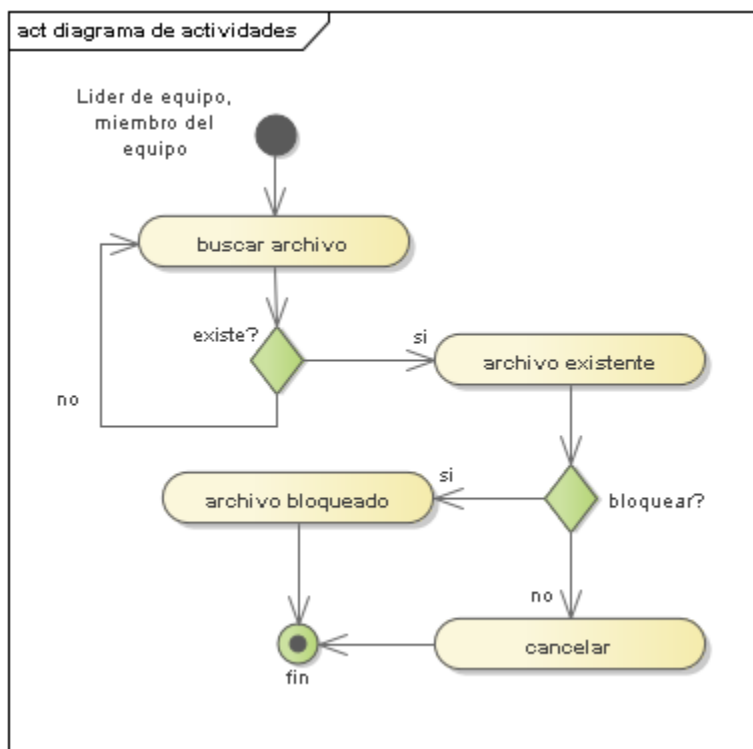 act diagrama de actividades
Lider de equipo,
miembro del
equipo
buscar archivo
existe?
si
archivo existente
no
si
archivo bloqueado
bloquear?
no
cancelar
fin